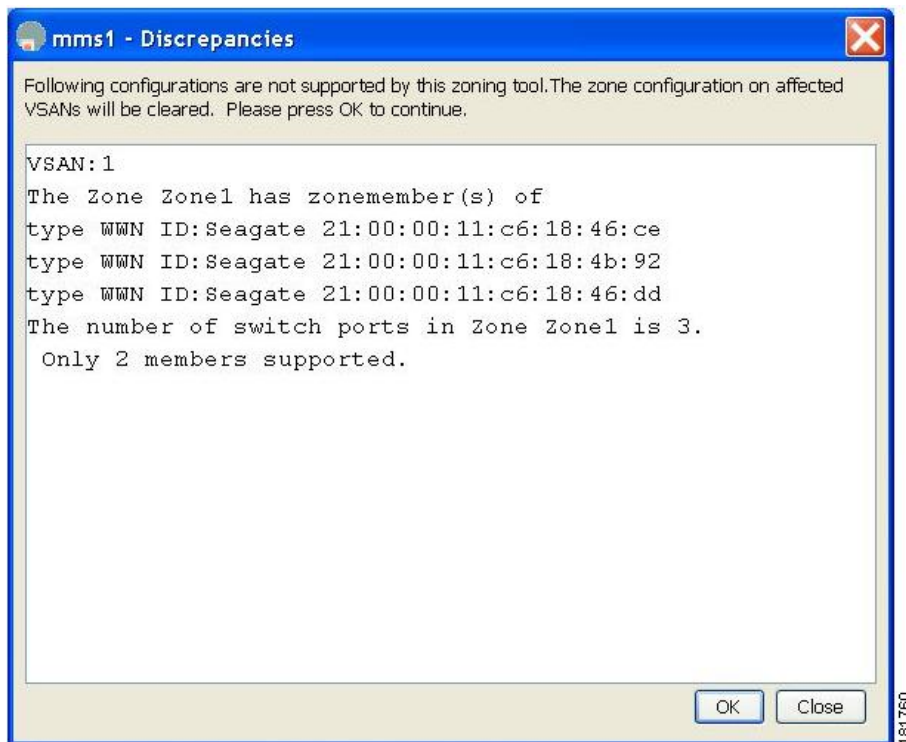 mms1 - Discrepancies
Following configurations are not supported by this zoning tool.The zone configuration on affected
VSANs will be cleared. Please press OK to continue.
VSAN:1
The Zone Zone1 has zonemember(s) of
type WWN ID:Seagate 21:00:00:11:c6:18:46:ce
type WWN ID:Seagate 21:00:00:11:c6:18:4b:92
type WWN ID:Seagate 21:00:00:11:c6:18:46:dd
The number of switch ports in Zone Zone1 is 3.
Only 2 members supported.
OK
Close
181760